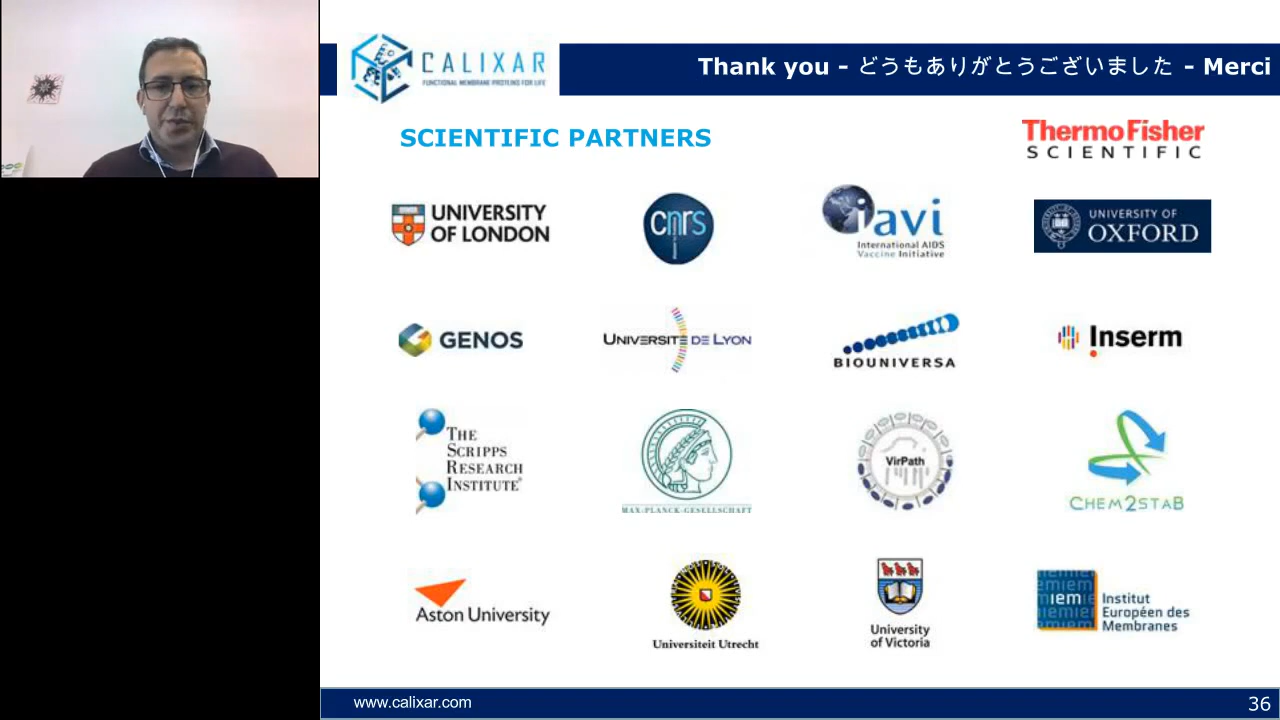 CALIXAR
FUNCTIONAL MEMBRANE PROTEINS FOR LIFE
Thank you - どうもありがとうございました - Merci
SCIENTIFIC PARTNERS
ThermoFisher
SCIENTIFIC
UNIVERSITY
OF LONDON
cnrs
iavi
International AIDS
Vaccine Initiative
UNIVERSITY OF
OXFORD
GENOS
UNIVERSITÉ DE LYON
BIOUNIVERSA
Inserm
THE
SCRIPPS
RESEARCH
INSTITUTE®
MAX-PLANCK-GESELLSCHAFT
VirPath
CHEM2STAB
Aston University
Universiteit Utrecht
University
of Victoria
iemiem
iem
Institut
Européen des
Membranes
www.calixar.com
36